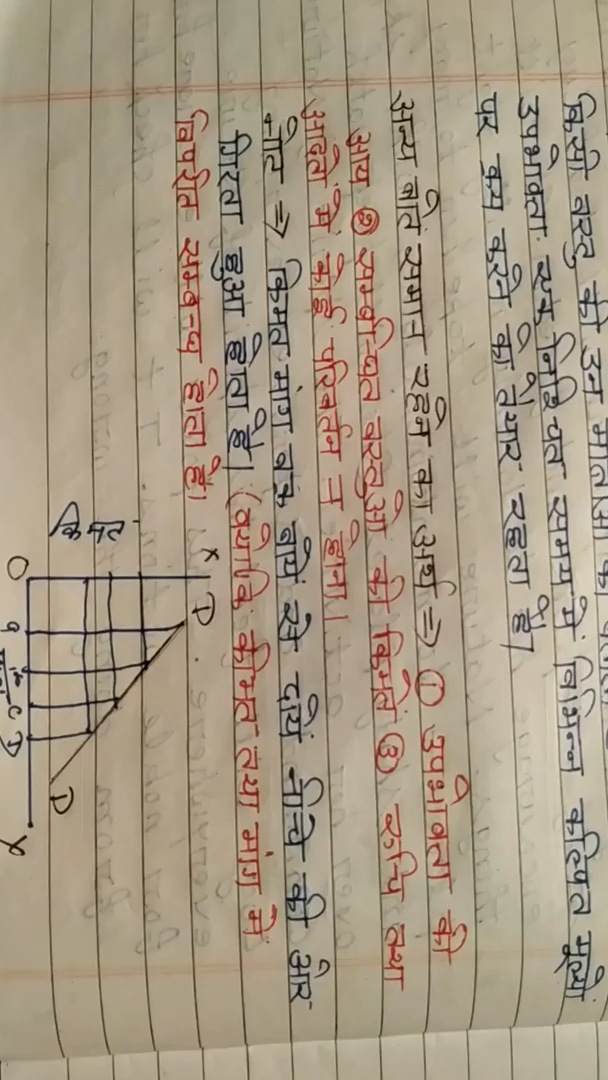 किसी वस्तु की उन मात्राओं को
उपभोक्ता एक निश्चित समय में विभिन्न कल्पित मूल्यो
पर क्रय करने को तैयार रहता है।
अन्य बाते समान रहने का अर्थ ⇒ ① उपभोक्ता की
आय ② सम्बन्धित वस्तुओ की किमते ③ रूचि तथा
आदतो मे कोई परिवर्तन न होना।
नोट ⇒ किमत मांग वक्र बाये से दाये नीचे की ओर
गिरता हुआ होता है। (क्योकि कीमत तथा मांग मे
विपरीत सम्बन्ध होता है।
x
D
किमत
D
O
q
C
D
y